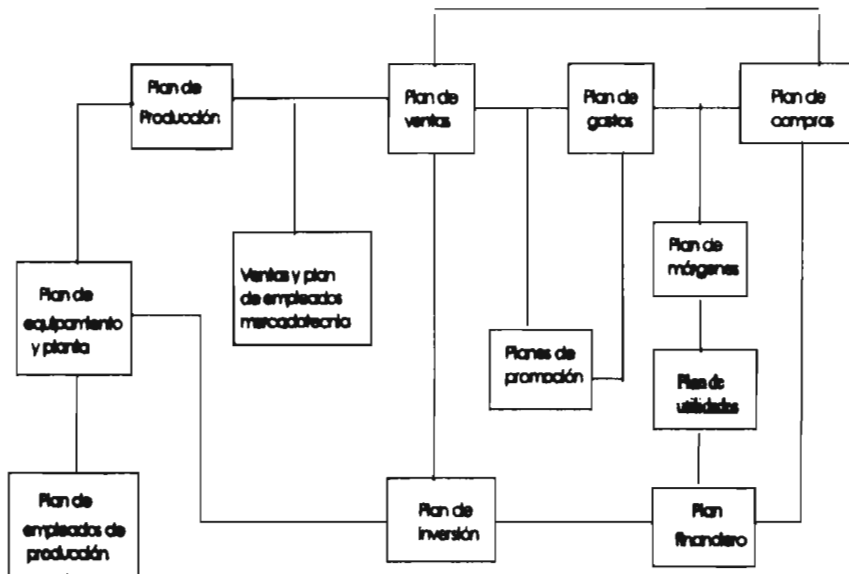 Plan de
Producción
Plan de
ventas
Plan de
gastos
Plan de
compras
Ventas y plan
de empleados
mercadotecnia
Plan de
márgenes
Plan de
equipamiento
y planta
Planes de
promoción
Plan de
utilidades
Plan de
empleados de
producción
Plan de
inversión
Plan
financiero